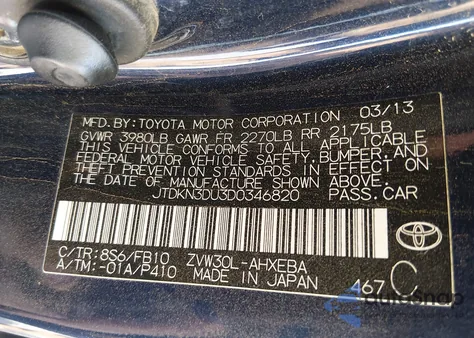 MFD. BY: TOYOTA MOTOR CORPORATION 03/13
GVWR 3980LB GAWR FR 2270LB RR 2175LB
THIS VEHICLE CONFORMS TO ALL APPLICABLE
FEDERAL MOTOR VEHICLE SAFETY, BUMPER, AND
THEFT PREVENTION STANDARDS IN EFFECT ON
THE DATE OF MANUFACTURE SHOWN ABOVE.
JTDKN3DU3D0346820 PASS. CAR
C/TR: 8S6/FB10 ZVW30L-AHXEBA
A/TM: -01A/P410 MADE IN JAPAN 467 C
AutoSnap